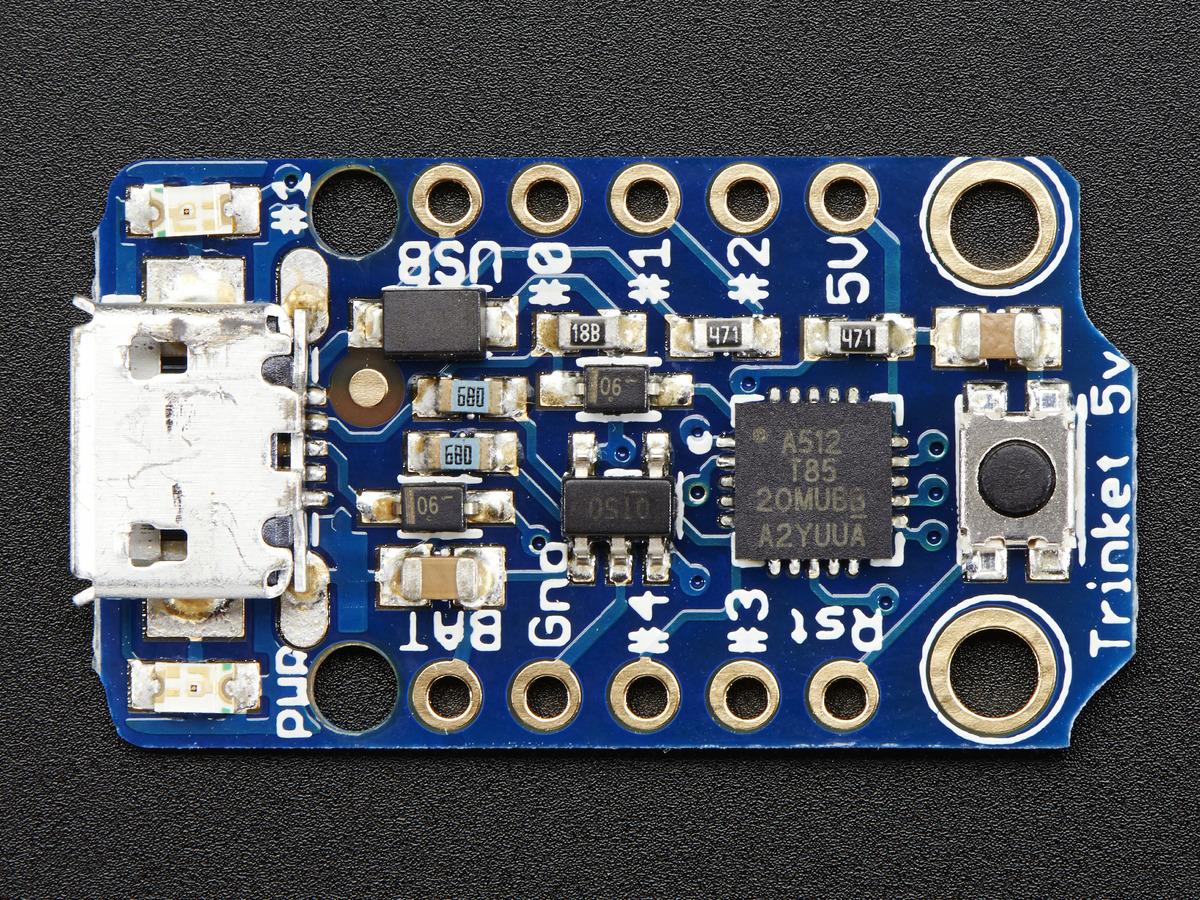 #1
USB
#0
#1
#2
5V
18B
471
471
680
06
680
06
0510
A512
T85
20MUBB
A2YUUA
Trinket 5v
BAT
Gnd
#4
#3
Rst
PWR